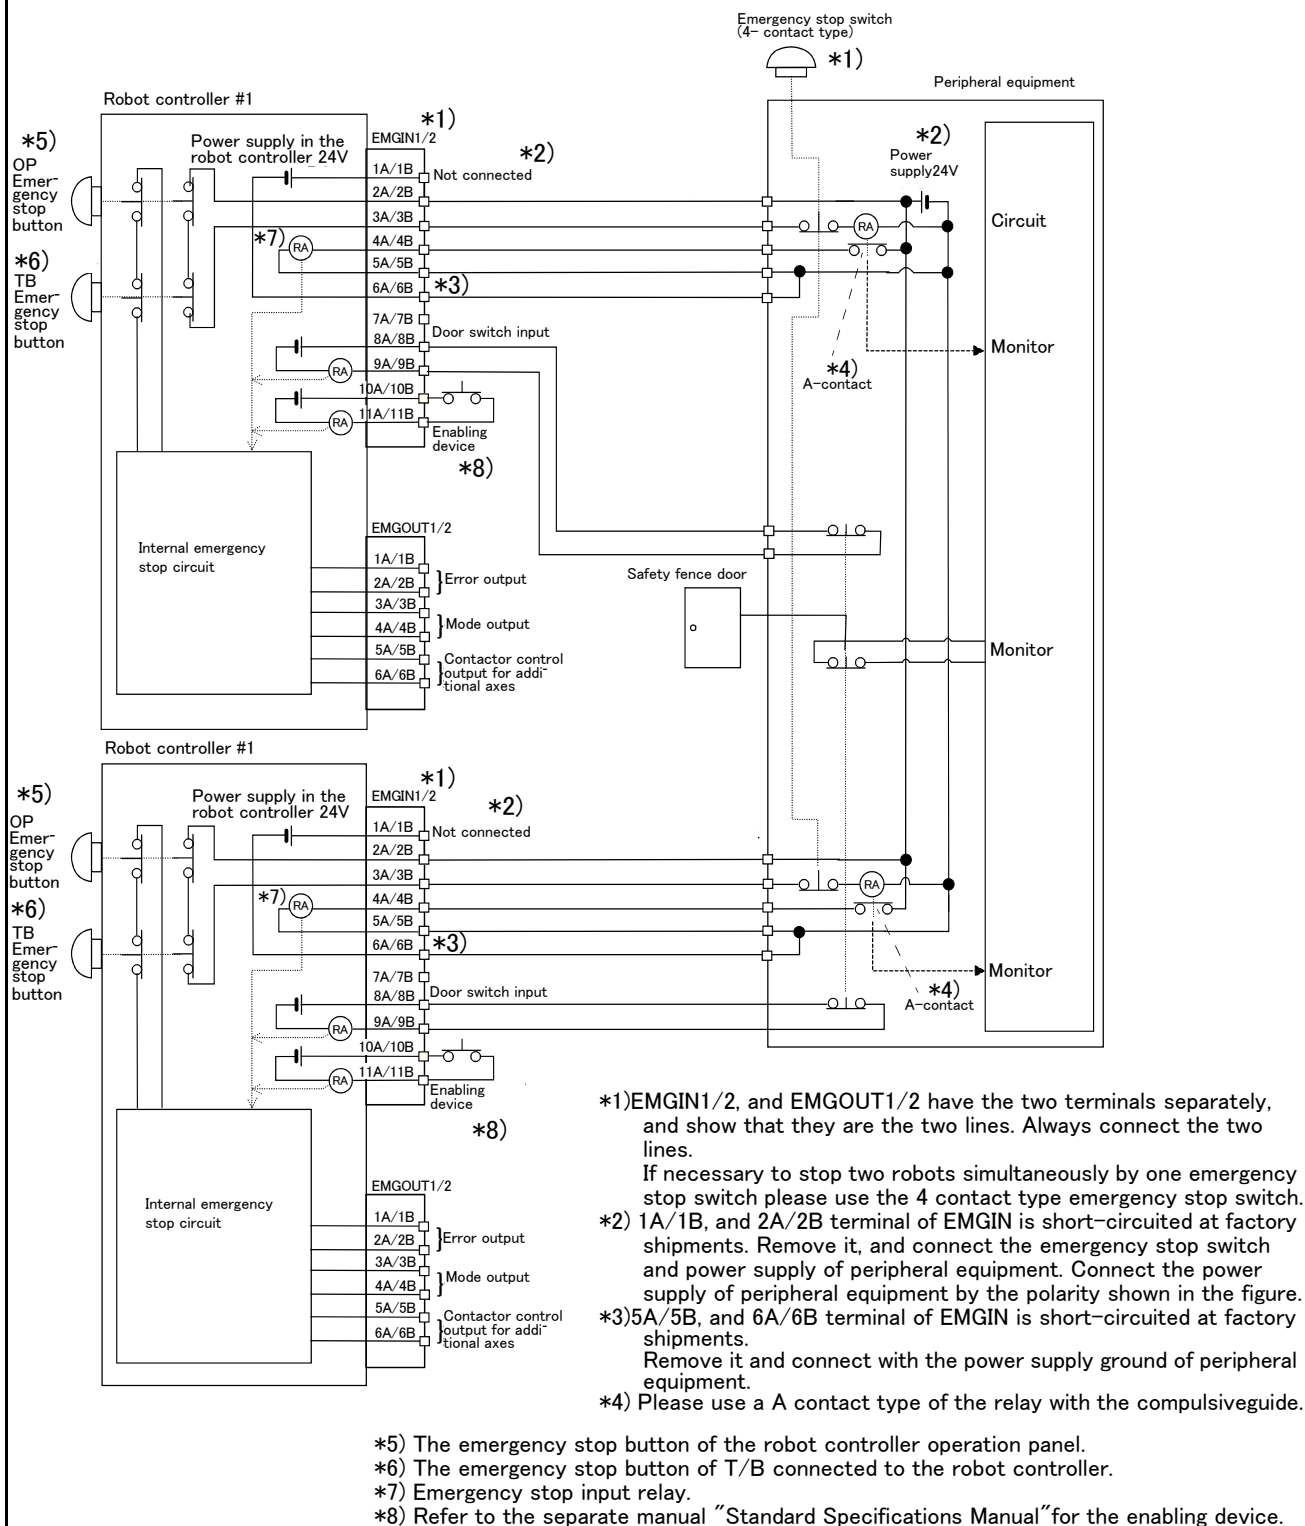 Emergency stop switch
(4- contact type)
*1)
Peripheral equipment
Robot controller #1
*1)
*5)
OP
Emer-
gency
stop
button
Power supply in the
robot controller 24V
EMGIN1/2
*2)
1A/1B
Not connected
2A/2B
3A/3B
*7)
RA
4A/4B
5A/5B
*3)
6A/6B
*6)
TB
Emer-
gency
stop
button
7A/7B
8A/8B
Door switch input
RA
9A/9B
10A/10B
RA
11A/11B
Enabling
device
*8)
*2)
Power
supply24V
RA
Circuit
Monitor
*4)
A-contact
Internal emergency
stop circuit
EMGOUT1/2
1A/1B
2A/2B
Error output
3A/3B
4A/4B
Mode output
5A/5B
6A/6B
Contactor control
output for addi-
tional axes
Safety fence door
Monitor
Robot controller #1
*1)
*5)
OP
Emer-
gency
stop
button
Power supply in the
robot controller 24V
EMGIN1/2
*2)
1A/1B
Not connected
2A/2B
3A/3B
*7)
RA
4A/4B
5A/5B
*3)
6A/6B
*6)
TB
Emer-
gency
stop
button
7A/7B
8A/8B
Door switch input
RA
9A/9B
10A/10B
RA
11A/11B
Enabling
device
*8)
RA
Monitor
*4)
A-contact
Internal emergency
stop circuit
EMGOUT1/2
1A/1B
2A/2B
Error output
3A/3B
4A/4B
Mode output
5A/5B
6A/6B
Contactor control
output for addi-
tional axes
*1)EMGIN1/2, and EMGOUT1/2 have the two terminals separately,
and show that they are the two lines. Always connect the two
lines.
If necessary to stop two robots simultaneously by one emergency
stop switch please use the 4 contact type emergency stop switch.
*2) 1A/1B, and 2A/2B terminal of EMGIN is short-circuited at factory
shipments. Remove it, and connect the emergency stop switch
and power supply of peripheral equipment. Connect the power
supply of peripheral equipment by the polarity shown in the figure.
*3)5A/5B, and 6A/6B terminal of EMGIN is short-circuited at factory
shipments.
Remove it and connect with the power supply ground of peripheral
equipment.
*4) Please use a A contact type of the relay with the compulsiveguide.
*5) The emergency stop button of the robot controller operation panel.
*6) The emergency stop button of T/B connected to the robot controller.
*7) Emergency stop input relay.
*8) Refer to the separate manual "Standard Specifications Manual"for the enabling device.